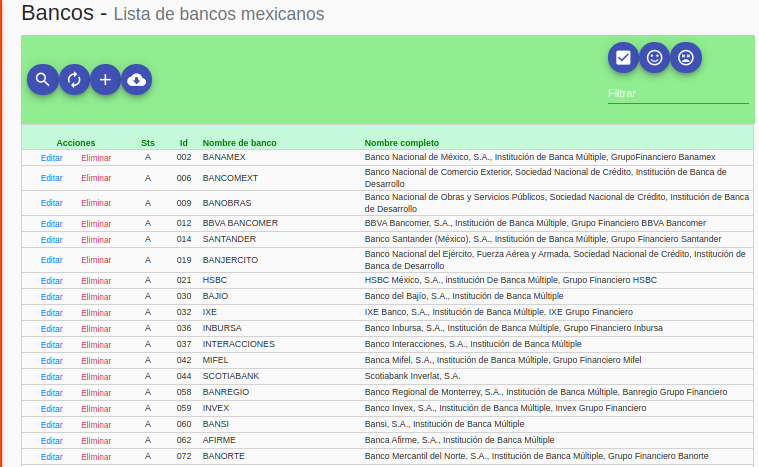 Bancos - Lista de bancos mexicanos
Filtrar
Acciones Sts Id Nombre de banco Nombre completo
Editar Eliminar A 002 BANAMEX Banco Nacional de México, S.A., Institución de Banca Múltiple, GrupoFinanciero Banamex
Editar Eliminar A 006 BANCOMEXT Banco Nacional de Comercio Exterior, Sociedad Nacional de Crédito, Institución de Banca de
Desarrollo
Editar Eliminar A 009 BANOBRAS Banco Nacional de Obras y Servicios Públicos, Sociedad Nacional de Crédito, Institución de Banca
de Desarrollo
Editar Eliminar A 012 BBVA BANCOMER BBVA Bancomer, S.A., Institución de Banca Múltiple, Grupo Financiero BBVA Bancomer
Editar Eliminar A 014 SANTANDER Banco Santander (México), S.A., Institución de Banca Múltiple, Grupo Financiero Santander
Editar Eliminar A 019 BANJERCITO Banco Nacional del Ejército, Fuerza Aérea y Armada, Sociedad Nacional de Crédito, Institución de
Banca de Desarrollo
Editar Eliminar A 021 HSBC HSBC México, S.A., institución De Banca Múltiple, Grupo Financiero HSBC
Editar Eliminar A 030 BAJIO Banco del Bajío, S.A., Institución de Banca Múltiple
Editar Eliminar A 032 IXE IXE Banco, S.A., Institución de Banca Múltiple, IXE Grupo Financiero
Editar Eliminar A 036 INBURSA Banco Inbursa, S.A., Institución de Banca Múltiple, Grupo Financiero Inbursa
Editar Eliminar A 037 INTERACCIONES Banco Interacciones, S.A., Institución de Banca Múltiple
Editar Eliminar A 042 MIFEL Banca Mifel, S.A., Institución de Banca Múltiple, Grupo Financiero Mifel
Editar Eliminar A 044 SCOTIABANK Scotiabank Inverlat, S.A.
Editar Eliminar A 058 BANREGIO Banco Regional de Monterrey, S.A., Institución de Banca Múltiple, Banregio Grupo Financiero
Editar Eliminar A 059 INVEX Banco Invex, S.A., Institución de Banca Múltiple, Invex Grupo Financiero
Editar Eliminar A 060 BANSI Bansi, S.A., Institución de Banca Múltiple
Editar Eliminar A 062 AFIRME Banca Afirme, S.A., Institución de Banca Múltiple
Editar Eliminar A 072 BANORTE Banco Mercantil del Norte, S.A., Institución de Banca Múltiple, Grupo Financiero Banorte